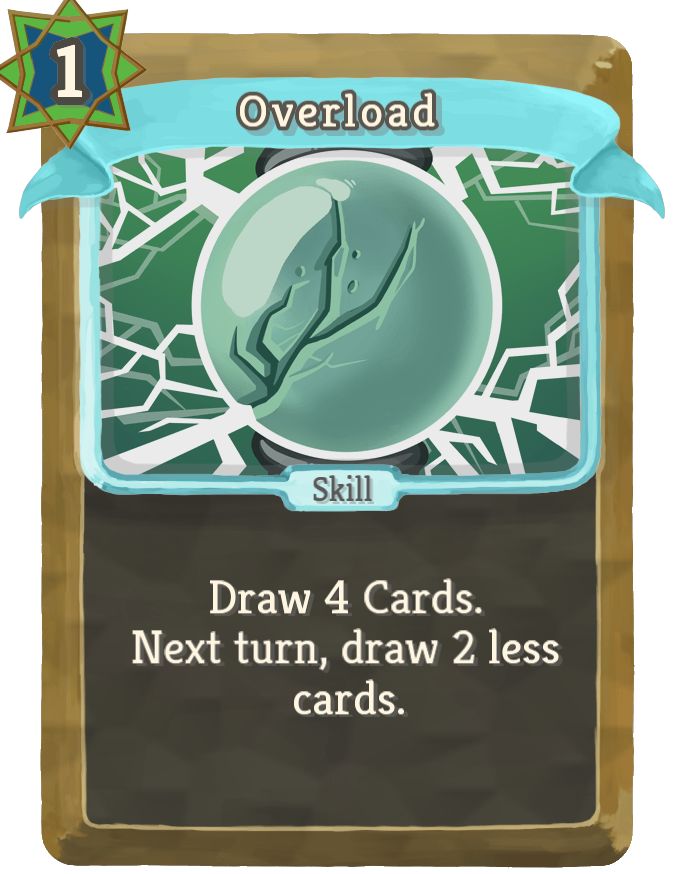 1
Overload
Skill
Draw 4 Cards.
Next turn, draw 2 less
cards.